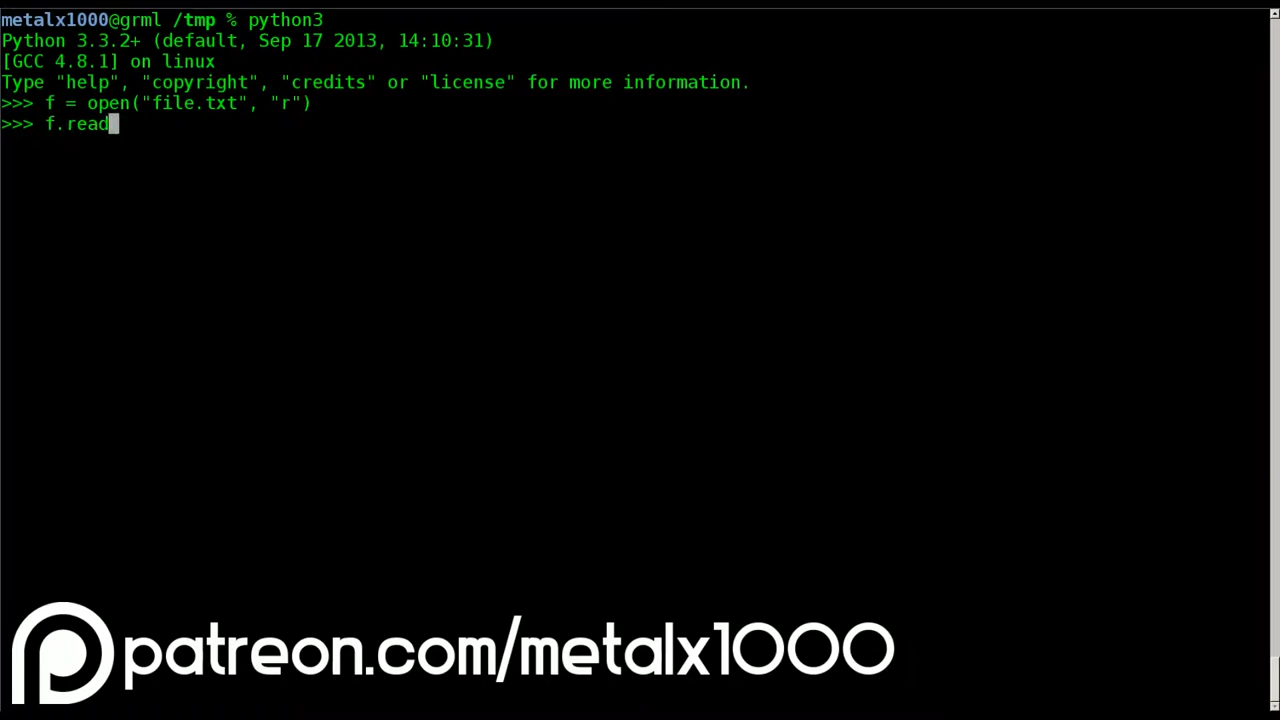 metalx1000@grml /tmp % python3
Python 3.3.2+ (default, Sep 17 2013, 14:10:31)
[GCC 4.8.1] on linux
Type "help", "copyright", "credits" or "license" for more information.
>>> f = open("file.txt", "r")
>>> f.read
patreon.com/metalx1000